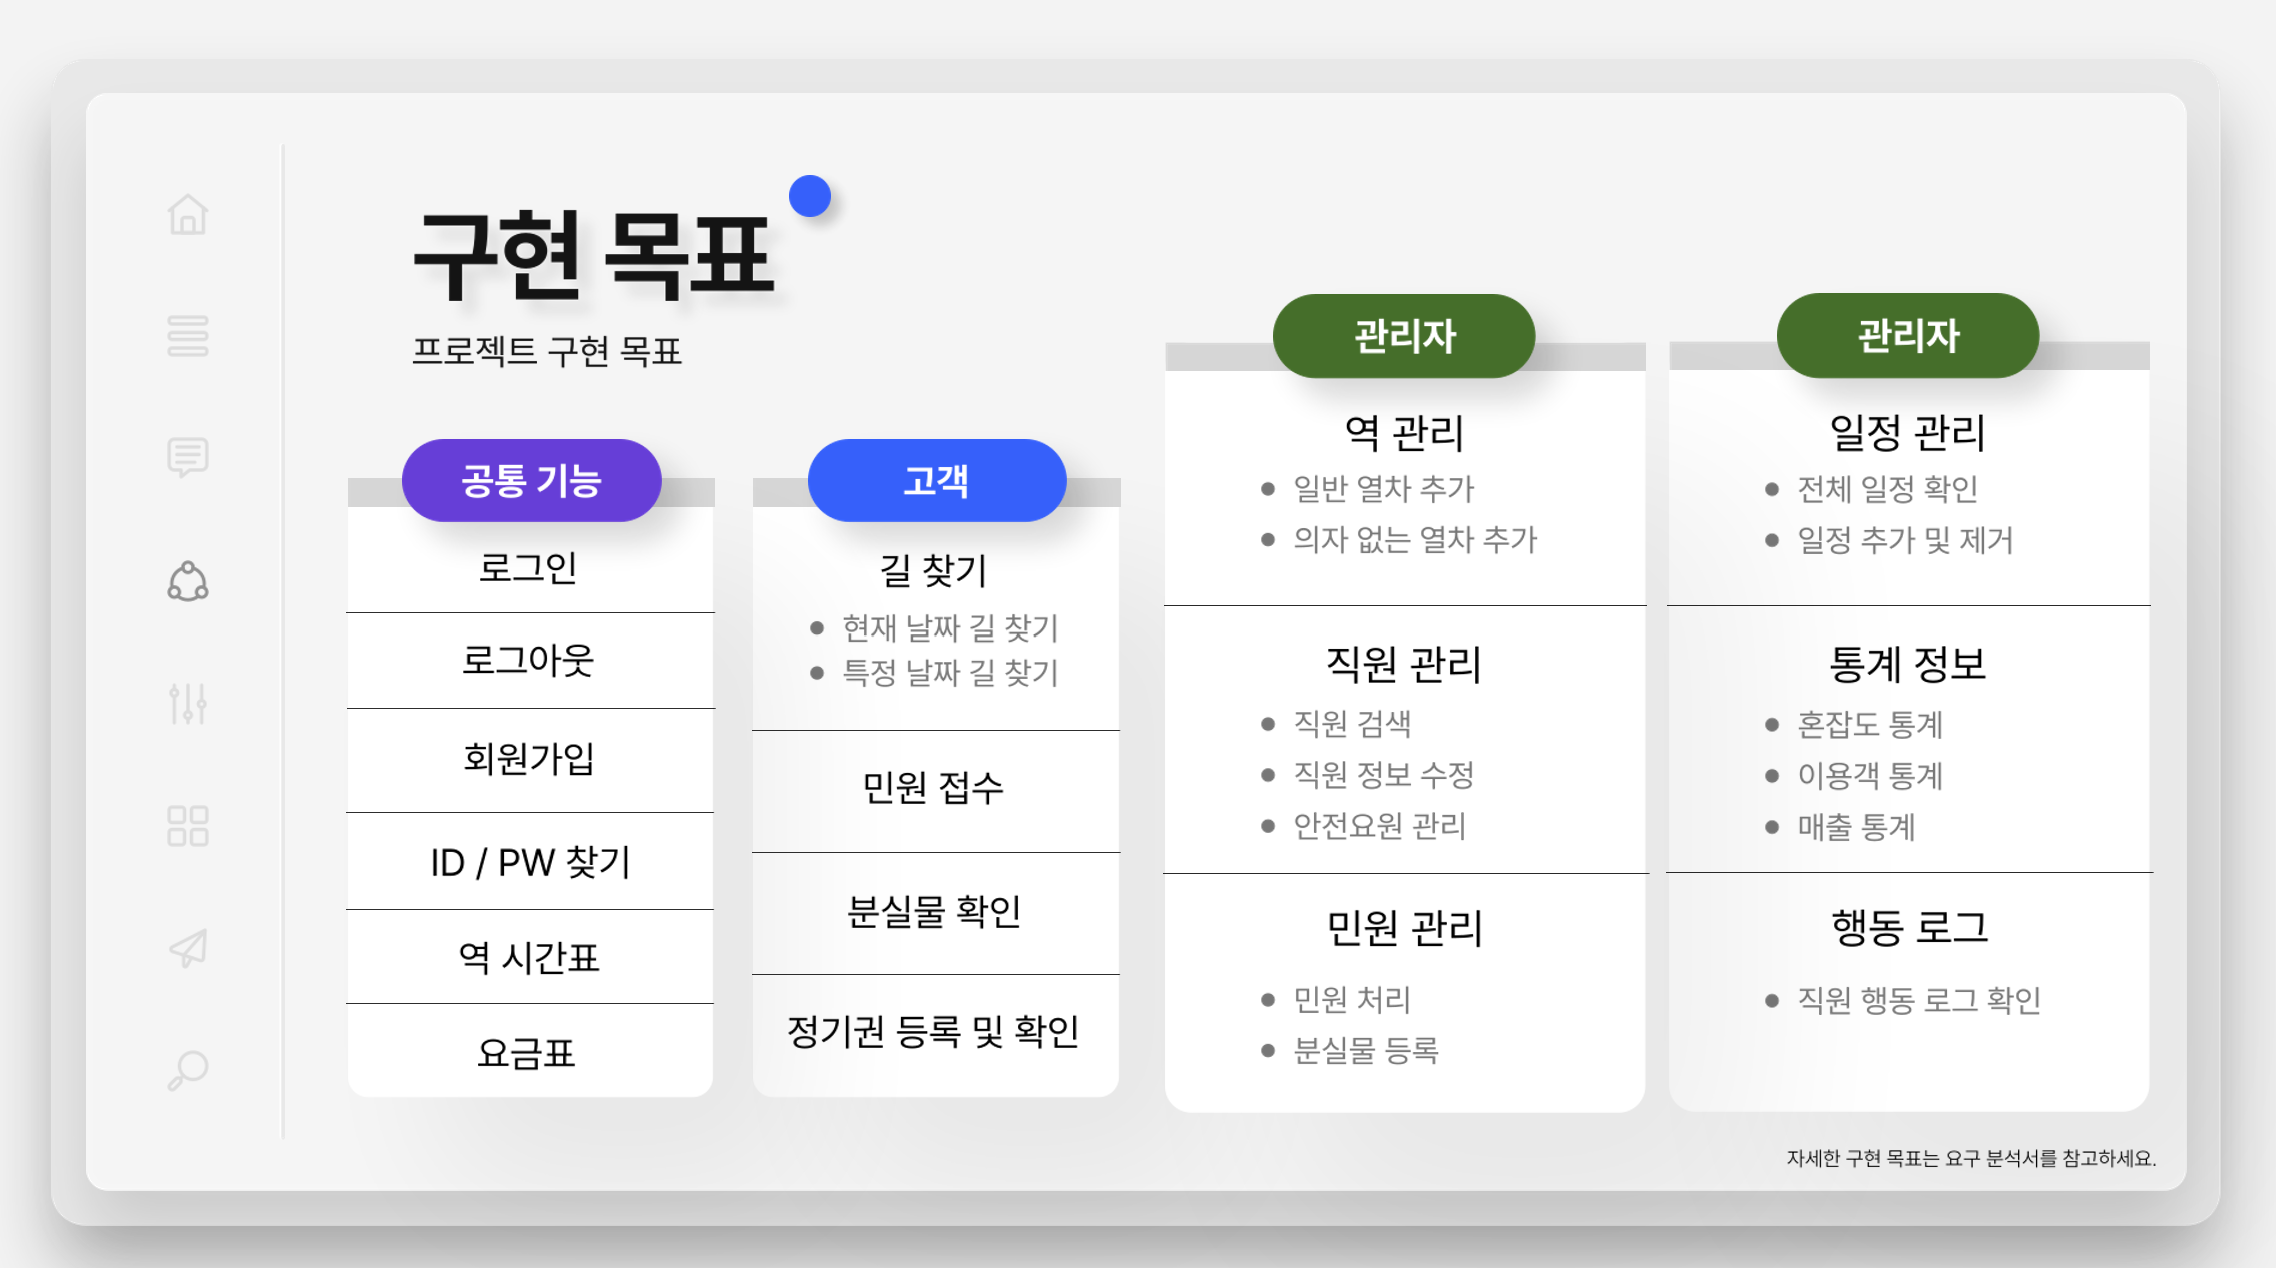 구현 목표
프로젝트 구현 목표
공통 기능
로그인
로그아웃
회원가입
ID / PW 찾기
역 시간표
요금표
고객
길 찾기
현재 날짜 길 찾기
특정 날짜 길 찾기
민원 접수
분실물 확인
정기권 등록 및 확인
관리자
역 관리
일반 열차 추가
의자 없는 열차 추가
직원 관리
직원 검색
직원 정보 수정
안전요원 관리
민원 관리
민원 처리
분실물 등록
관리자
일정 관리
전체 일정 확인
일정 추가 및 제거
통계 정보
혼잡도 통계
이용객 통계
매출 통계
행동 로그
직원 행동 로그 확인
자세한 구현 목표는 요구 분석서를 참고하세요.